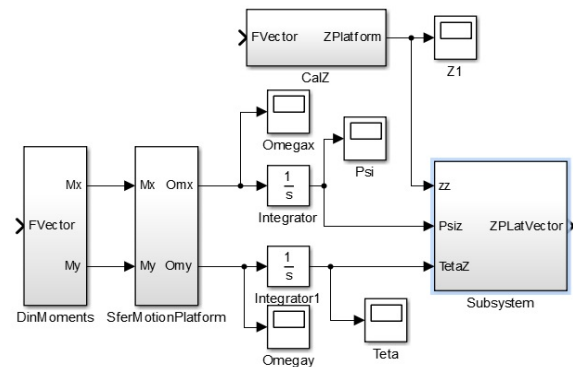 FVector ZPlatform
CalZ
Z1
Omegax
Psi
1
s
Integrator
Mx Mx Omx
FVector
My My Omy
DinMoments SferMotionPlatform
1
s
Integrator1
Omegay
Teta
zz
Psiz ZPLatVector
TetaZ
Subsystem